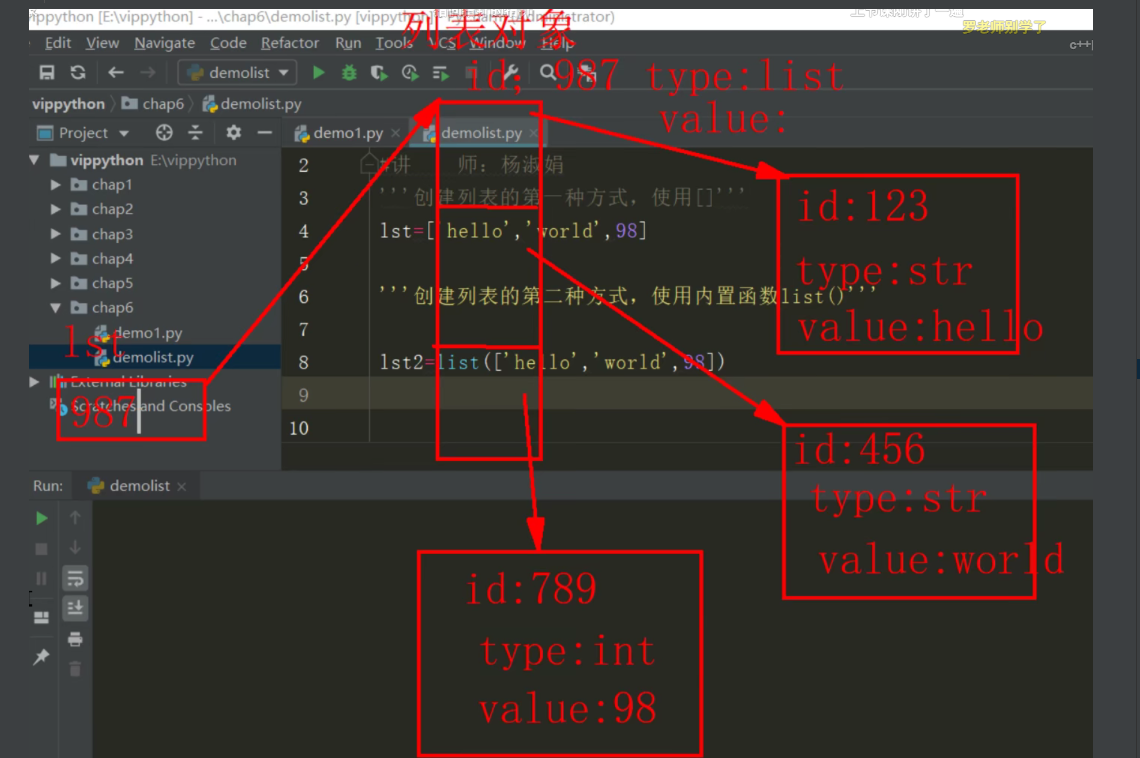 vippython [E:\vippython] - ...\chap6\demolist.py [vippython]
罗老师别学了
c++
列表对象
Edit View Navigate Code Refactor Run Tools VCS Window Help
demolist
id; 987 type:list
value:
vippython chap6 demolist.py
Project
demo1.py demolist.py
vippython E:\vippython
chap1
chap2
chap3
chap4
chap5
chap6
demo1.py
demolist.py
External Libraries
Scratches and Consoles
lst
987
2 #讲 师：杨淑娟
3 '''创建列表的第一种方式，使用[]'''
4 lst=['hello','world',98]
5
6 '''创建列表的第二种方式，使用内置函数list()'''
7
8 lst2=list(['hello','world',98])
9
10
id:123
type:str
value:hello
id:456
type:str
value:world
Run: demolist
id:789
type:int
value:98